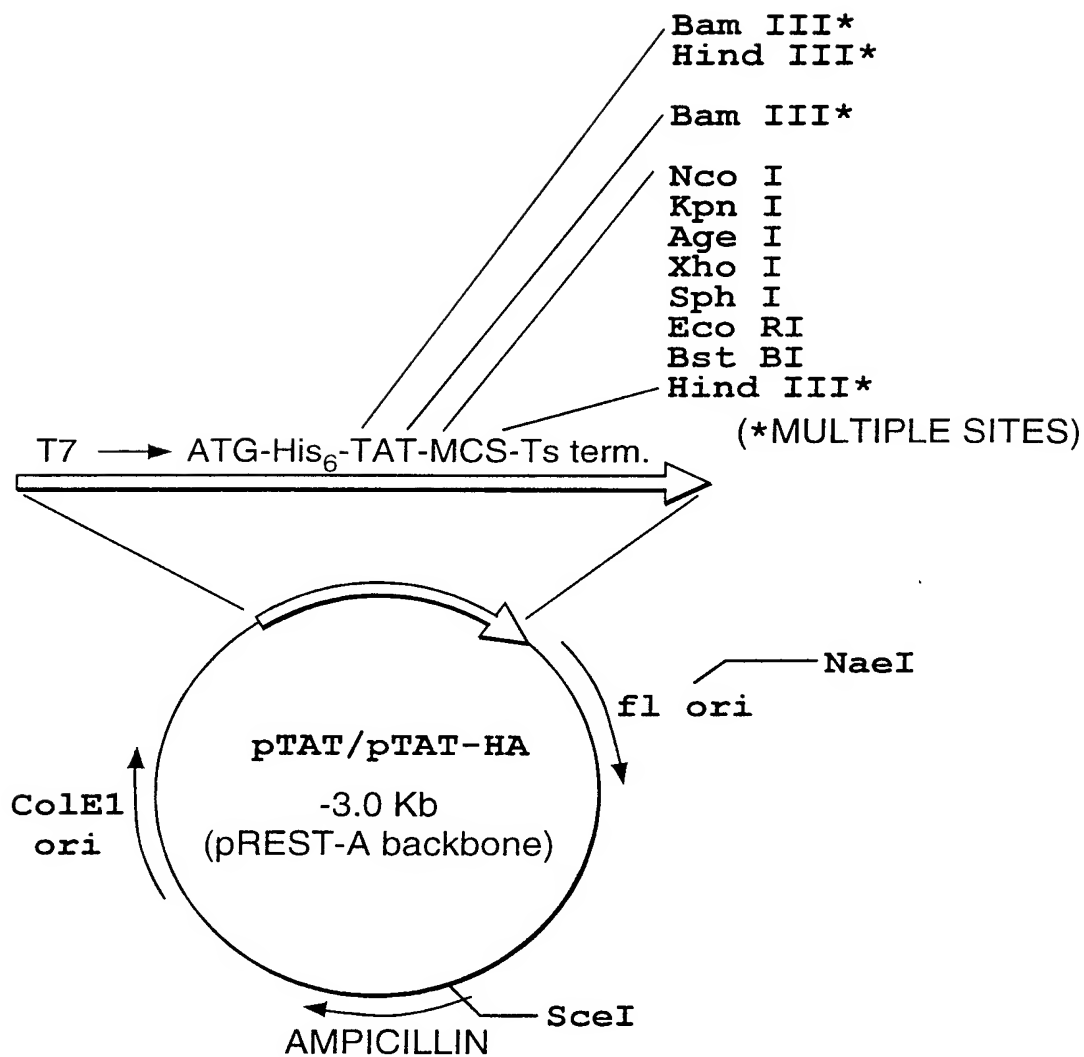 Bam III*
Hind III*
Bam III*
Nco I
Kpn I
Age I
Xho I
Sph I
Eco RI
Bst BI
Hind III*
(*MULTIPLE SITES)
T7 → ATG-His₆-TAT-MCS-Ts term.
NaeI
fl ori
pTAT/pTAT-HA
-3.0 Kb
(pREST-A backbone)
ColE1
ori
SceI
AMPICILLIN